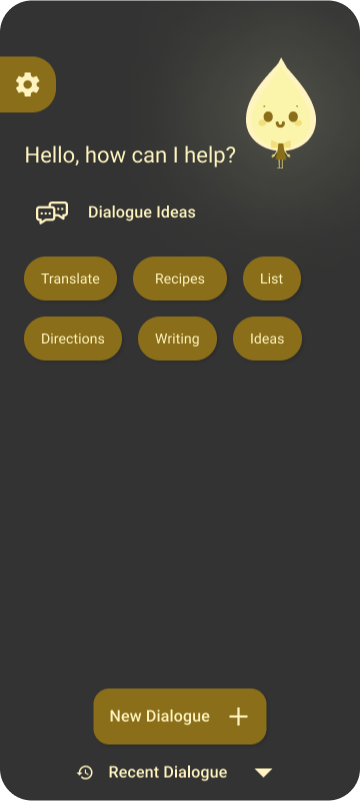 Hello, how can I help?
Dialogue Ideas
Translate Recipes List
Directions Writing Ideas
New Dialogue
Recent Dialogue